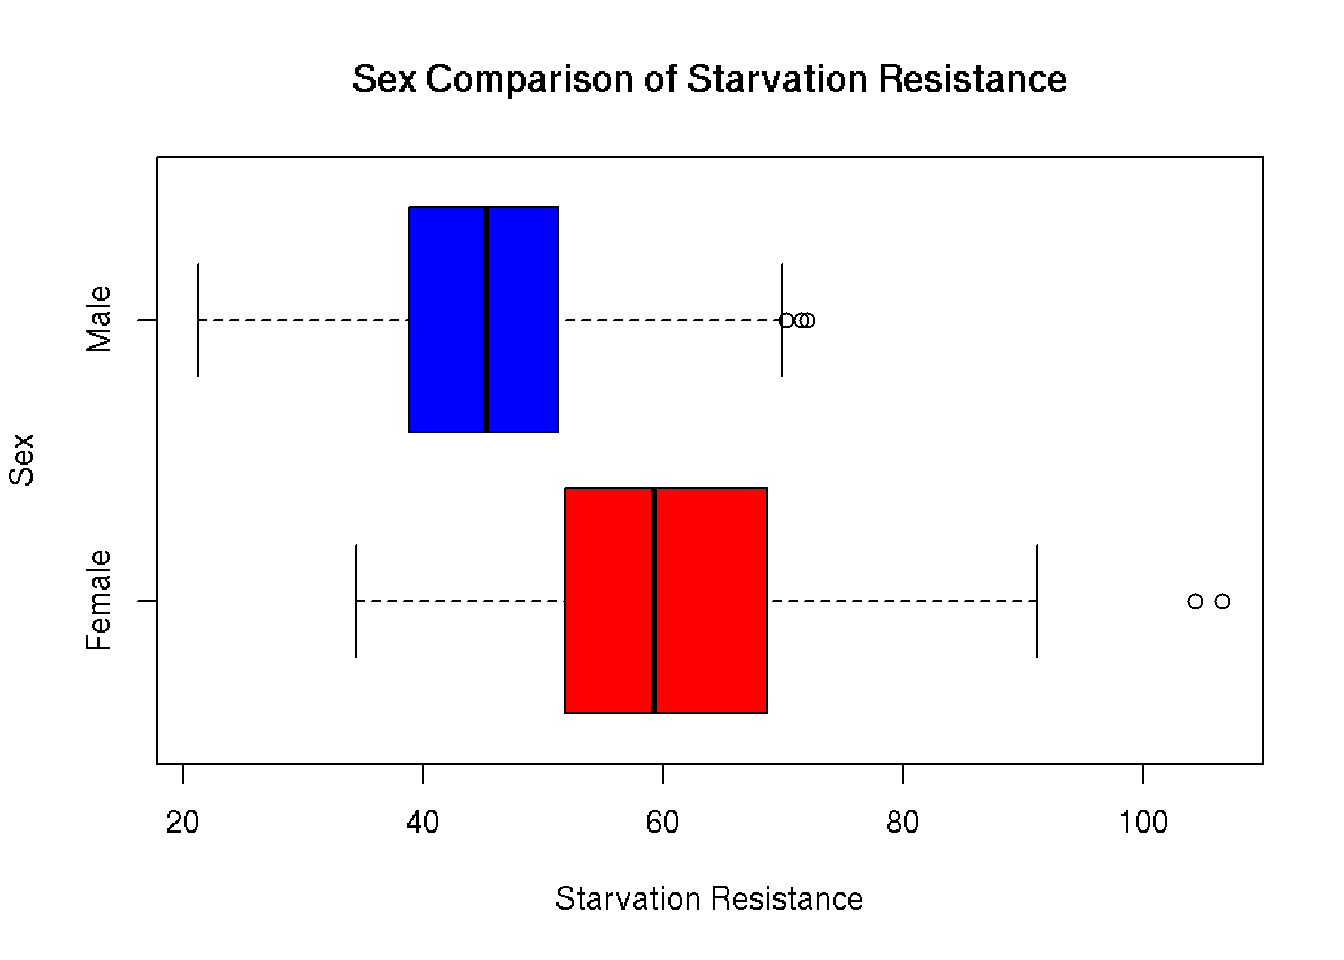 Sex Comparison of Starvation Resistance
Male
Sex
Female
20 40 60 80 100
Starvation Resistance